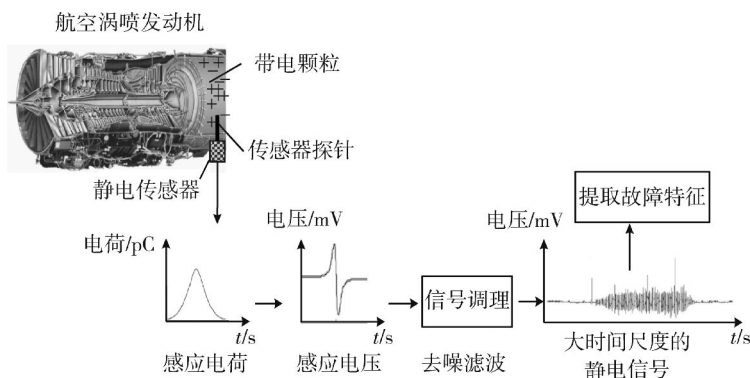 航空涡喷发动机
带电颗粒
传感器探针
静电传感器
提取故障特征
电荷/pC
t/s
感应电荷
电压/mV
t/s
感应电压
信号调理
去噪滤波
电压/mV
t/s
大时间尺度的
静电信号